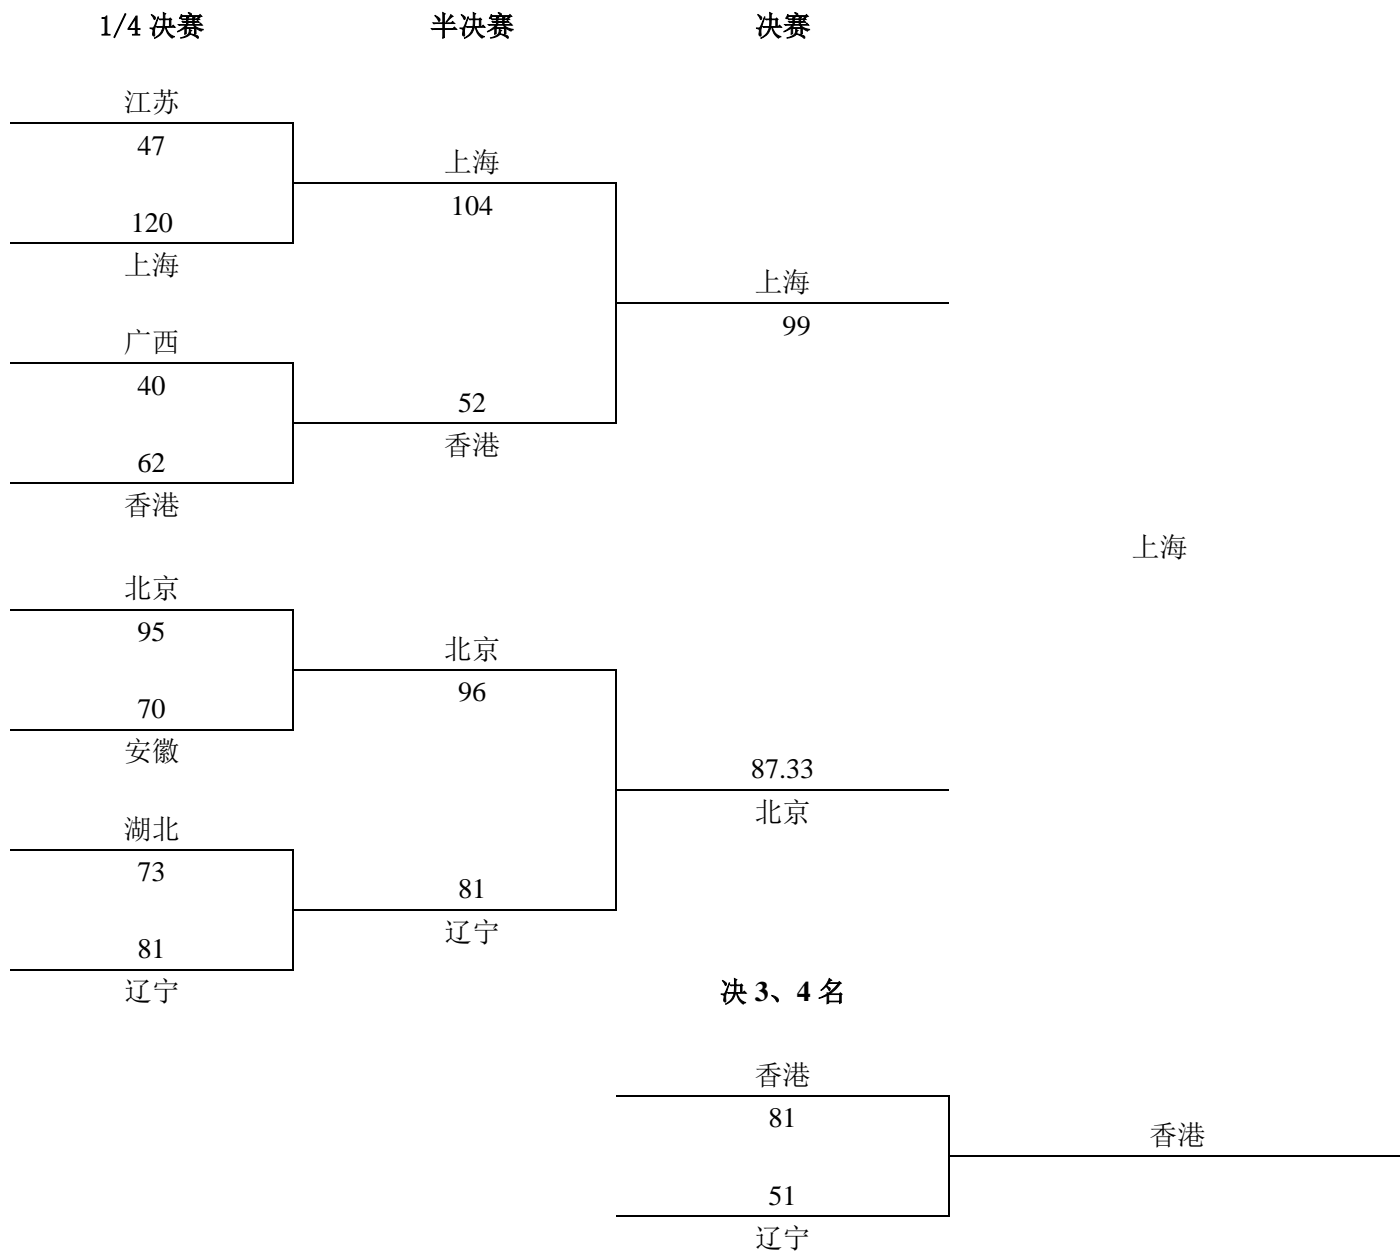 1/4 决赛
半决赛
决赛
江苏
47
上海
104
120
上海
上海
99
广西
40
52
香港
62
香港
上海
北京
95
北京
96
70
安徽
87.33
北京
湖北
73
81
辽宁
81
辽宁
决 3、4 名
香港
81
香港
51
辽宁